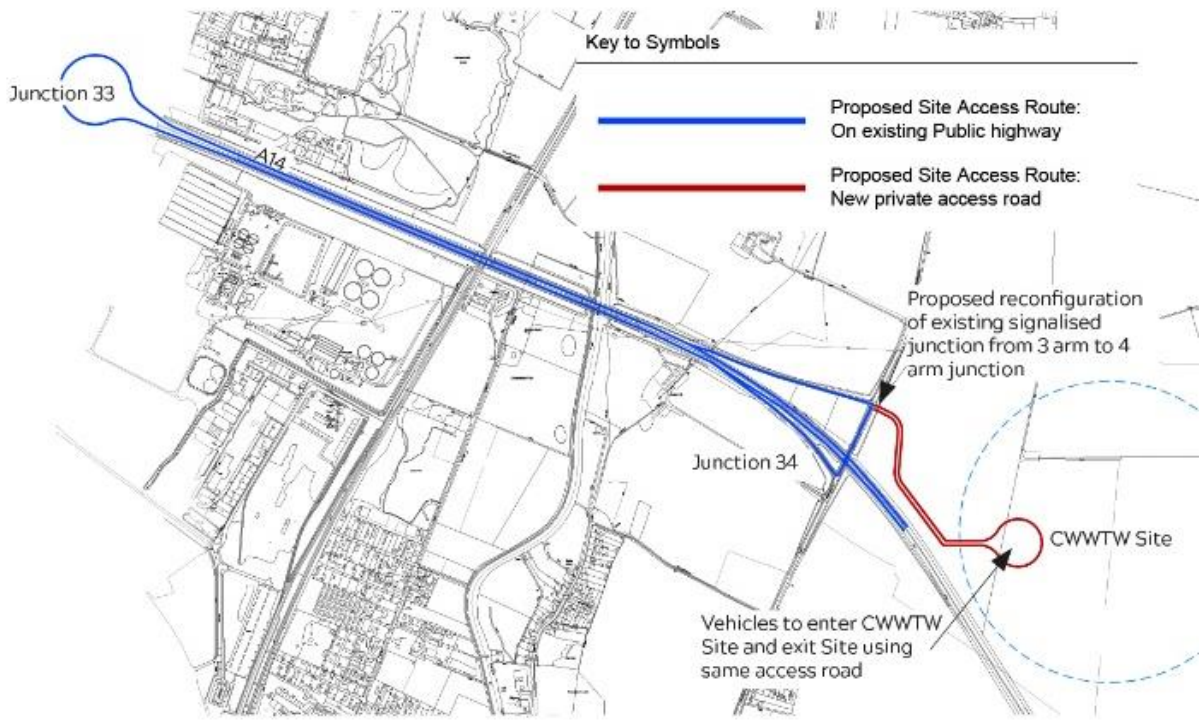 Key to Symbols
Junction 33
Proposed Site Access Route:
On existing Public highway
A14
Proposed Site Access Route:
New private access road
Proposed reconfiguration
of existing signalised
junction from 3 arm to 4
arm junction
Junction 34
CWWTW Site
Vehicles to enter CWWTW
Site and exit Site using
same access road